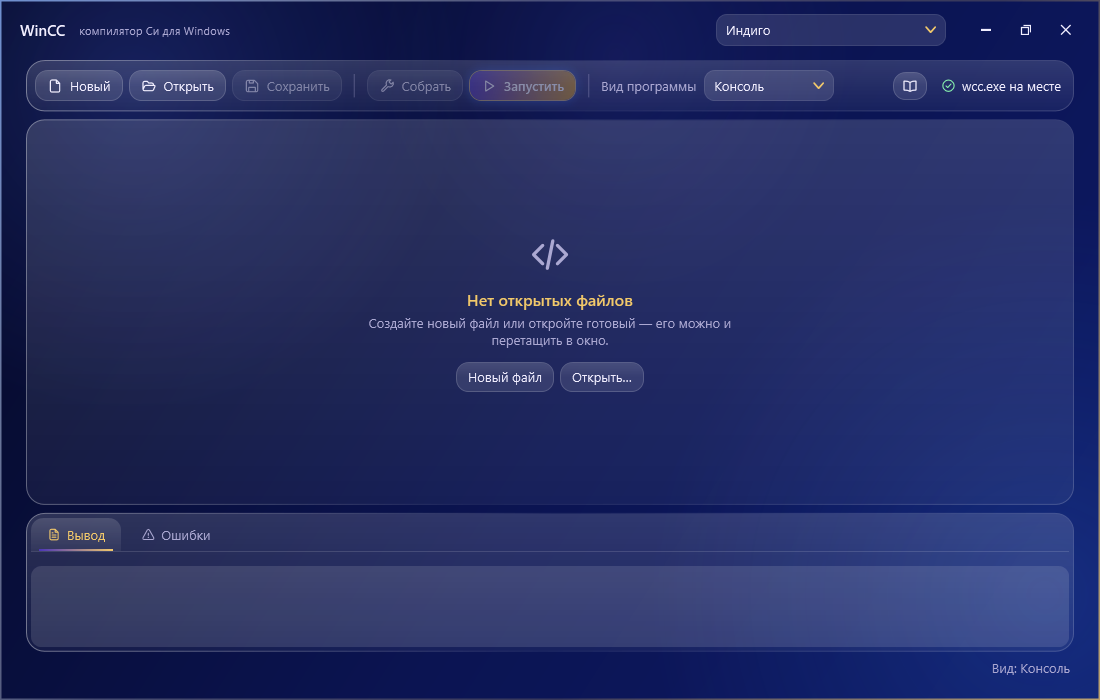 WinCC компилятор Си для Windows Индиго
Новый Открыть Сохранить Собрать Запустить Вид программы Консоль wcc.exe на месте
Нет открытых файлов
Создайте новый файл или откройте готовый — его можно и
перетащить в окно.
Новый файл Открыть...
Вывод Ошибки
Вид: Консоль